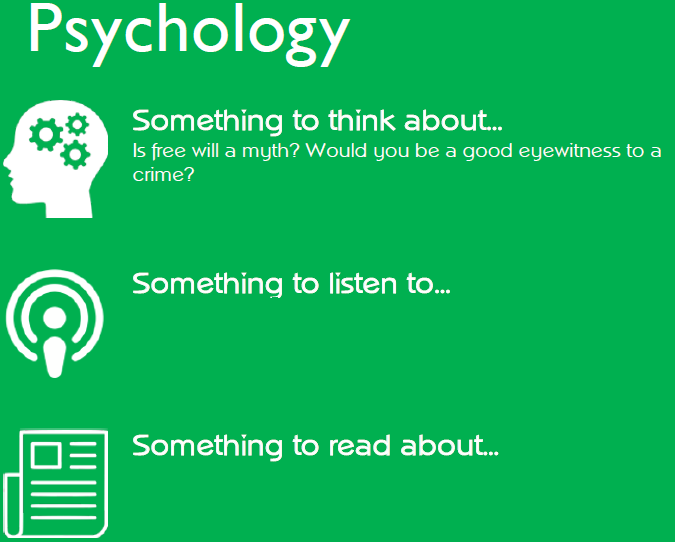 Psychology
Something to think about...
Is free will a myth? Would you be a good eyewitness to a
crime?
Something to listen to...
Something to read about...